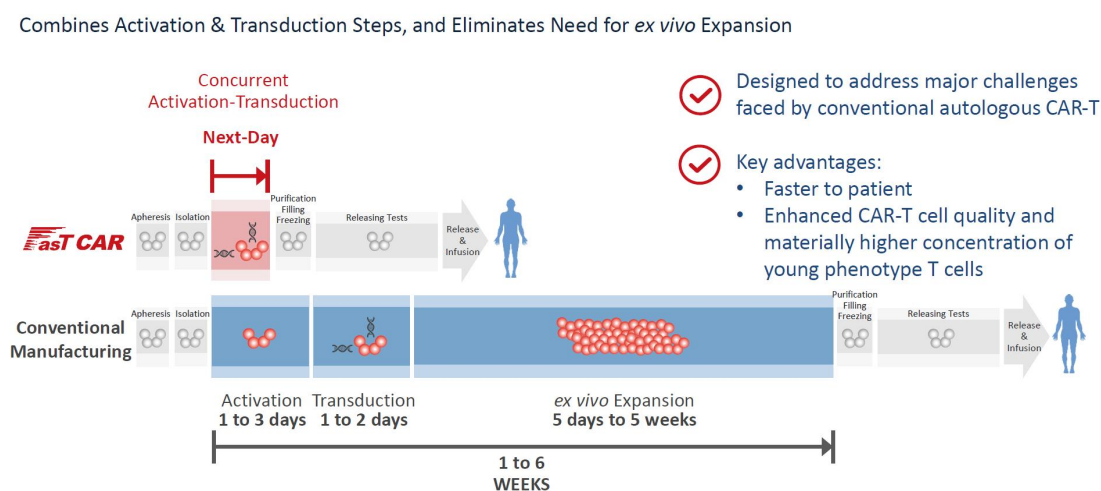 Combines Activation & Transduction Steps, and Eliminates Need for ex vivo Expansion
Concurrent
Activation-Transduction
Next-Day
Designed to address major challenges
faced by conventional autologous CAR-T
Key advantages:
• Faster to patient
• Enhanced CAR-T cell quality and
materially higher concentration of
young phenotype T cells
FasT CAR
Apheresis
Isolation
Purification
Filling
Freezing
Releasing Tests
Release
&
Infusion
Conventional
Manufacturing
Apheresis
Isolation
Purification
Filling
Freezing
Releasing Tests
Release
&
Infusion
Activation
1 to 3 days
Transduction
1 to 2 days
ex vivo Expansion
5 days to 5 weeks
1 to 6
WEEKS